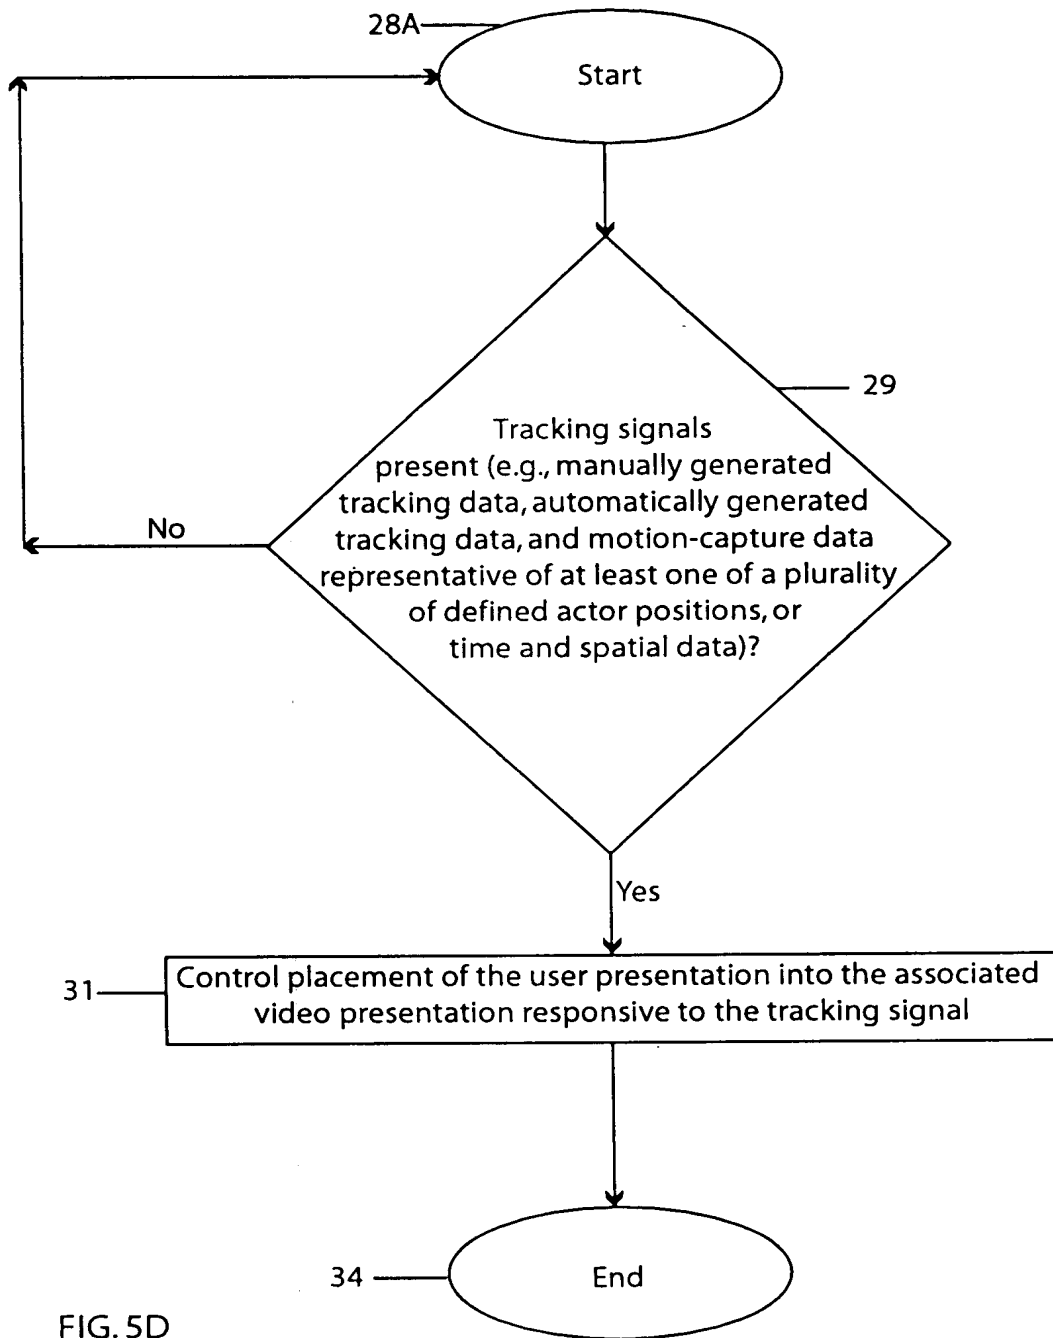 28A
Start
29
Tracking signals
present (e.g., manually generated
tracking data, automatically generated
tracking data, and motion-capture data
representative of at least one of a plurality
of defined actor positions, or
time and spatial data)?
No
Yes
31
Control placement of the user presentation into the associated
video presentation responsive to the tracking signal
34
End
FIG. 5D